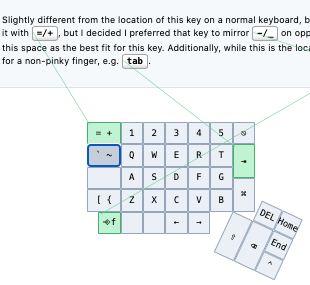 Slightly different from the location of this key on a normal keyboard, b
it with =/+, but I decided I preferred that key to mirror -/_ on opp
this space as the best fit for this key. Additionally, while this is the loca
for a non-pinky finger, e.g. tab.
= + 1 2 3 4 5
` ~ Q W E R T →
A S D F G
[ { Z X C V B ⌘
f ← →
DEL Home
⇧ End
^